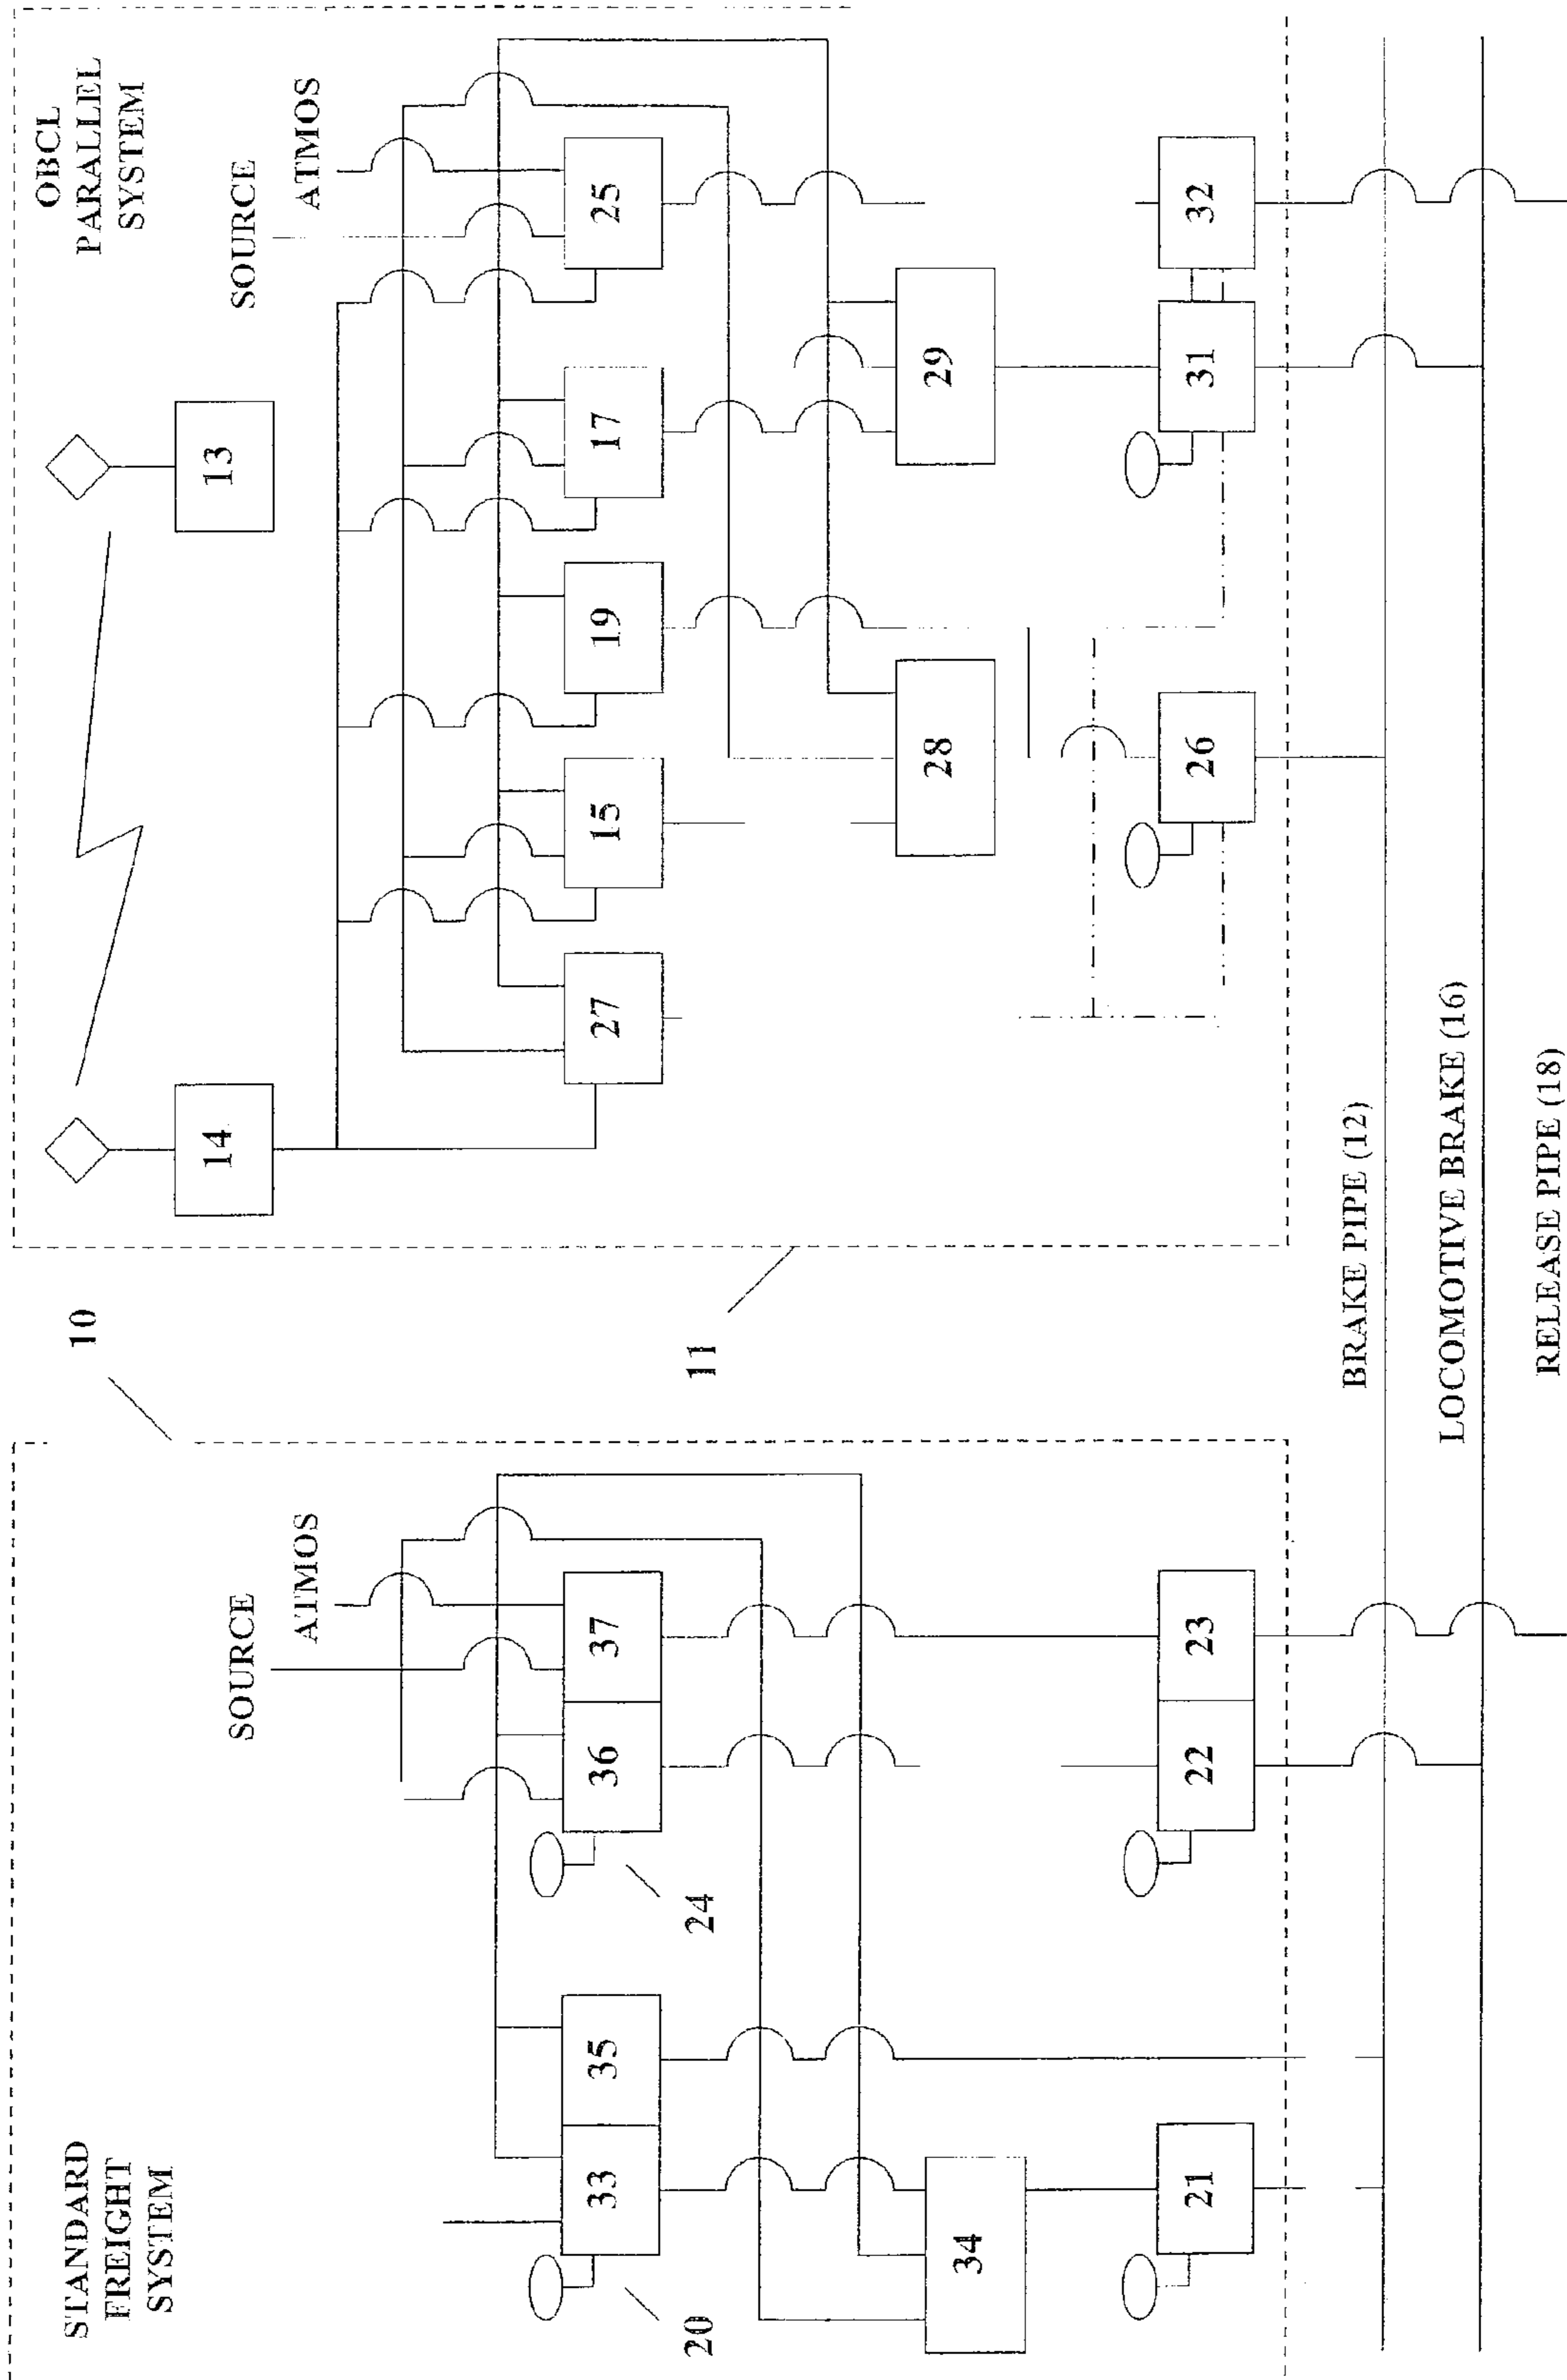 STANDARD
FREIGHT
SYSTEM
SOURCE
ATMOS
10
33
35
36
37
20
24
34
21
22
23
OBCL
PARALLEL
SYSTEM
14
13
SOURCE
ATMOS
27
15
19
17
25
11
28
29
26
31
32
BRAKE PIPE (12)
LOCOMOTIVE BRAKE (16)
RELEASE PIPE (18)